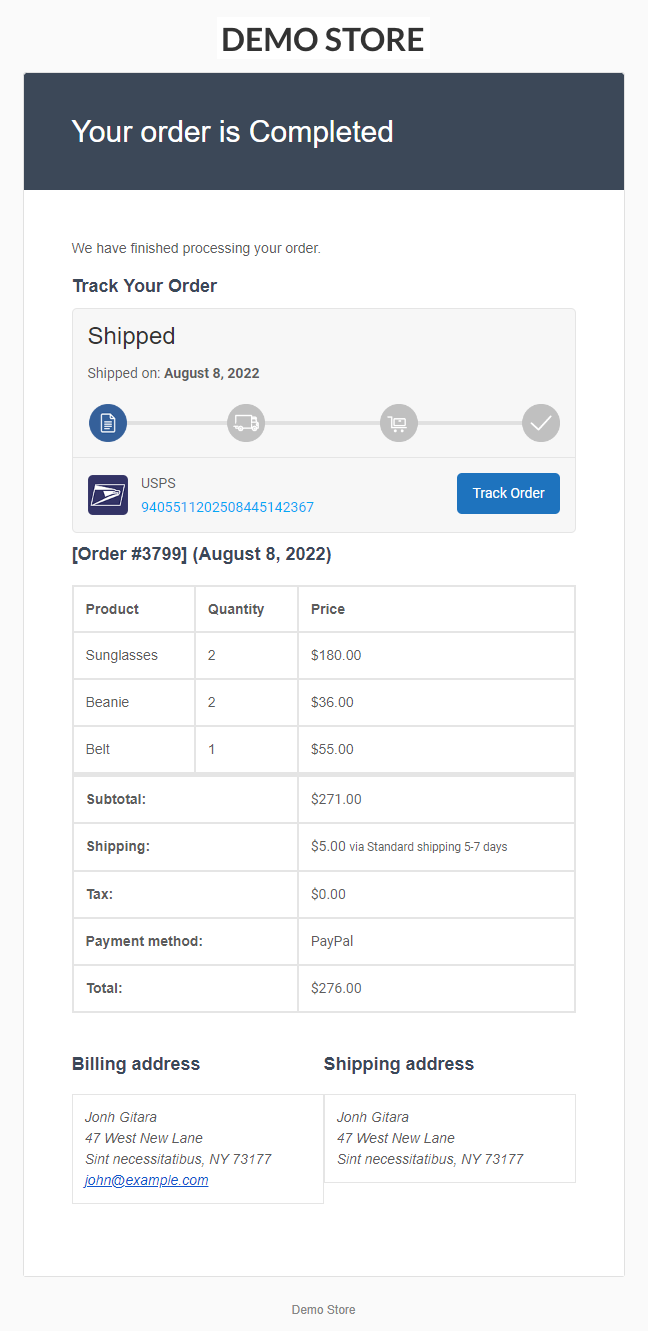 DEMO STORE
Your order is Completed
We have finished processing your order.
Track Your Order
Shipped
Shipped on: August 8, 2022
USPS
9405511202508445142367
Track Order
[Order #3799] (August 8, 2022)
Product Quantity Price
Sunglasses 2 $180.00
Beanie 2 $36.00
Belt 1 $55.00
Subtotal: $271.00
Shipping: $5.00 via Standard shipping 5-7 days
Tax: $0.00
Payment method: PayPal
Total: $276.00
Billing address
Jonh Gitara
47 West New Lane
Sint necessitatibus, NY 73177
john@example.com
Shipping address
Jonh Gitara
47 West New Lane
Sint necessitatibus, NY 73177
Demo Store